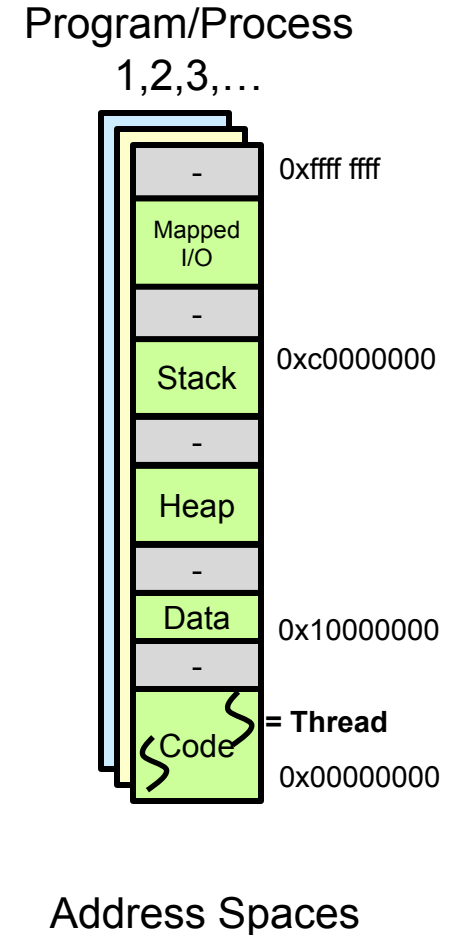 Program/Process
1,2,3,…
-
0xffff ffff
Mapped
I/O
-
Stack
0xc0000000
-
Heap
-
Data
0x10000000
-
= Thread
Code
0x00000000
Address Spaces